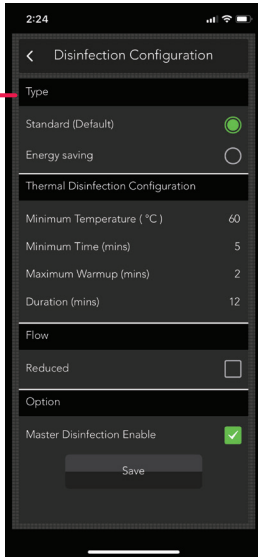 2:24
Disinfection Configuration
Type
Standard (Default)
Energy saving
Thermal Disinfection Configuration
Minimum Temperature ( °C ) 60
Minimum Time (mins) 5
Maximum Warmup (mins) 2
Duration (mins) 12
Flow
Reduced
Option
Master Disinfection Enable
Save